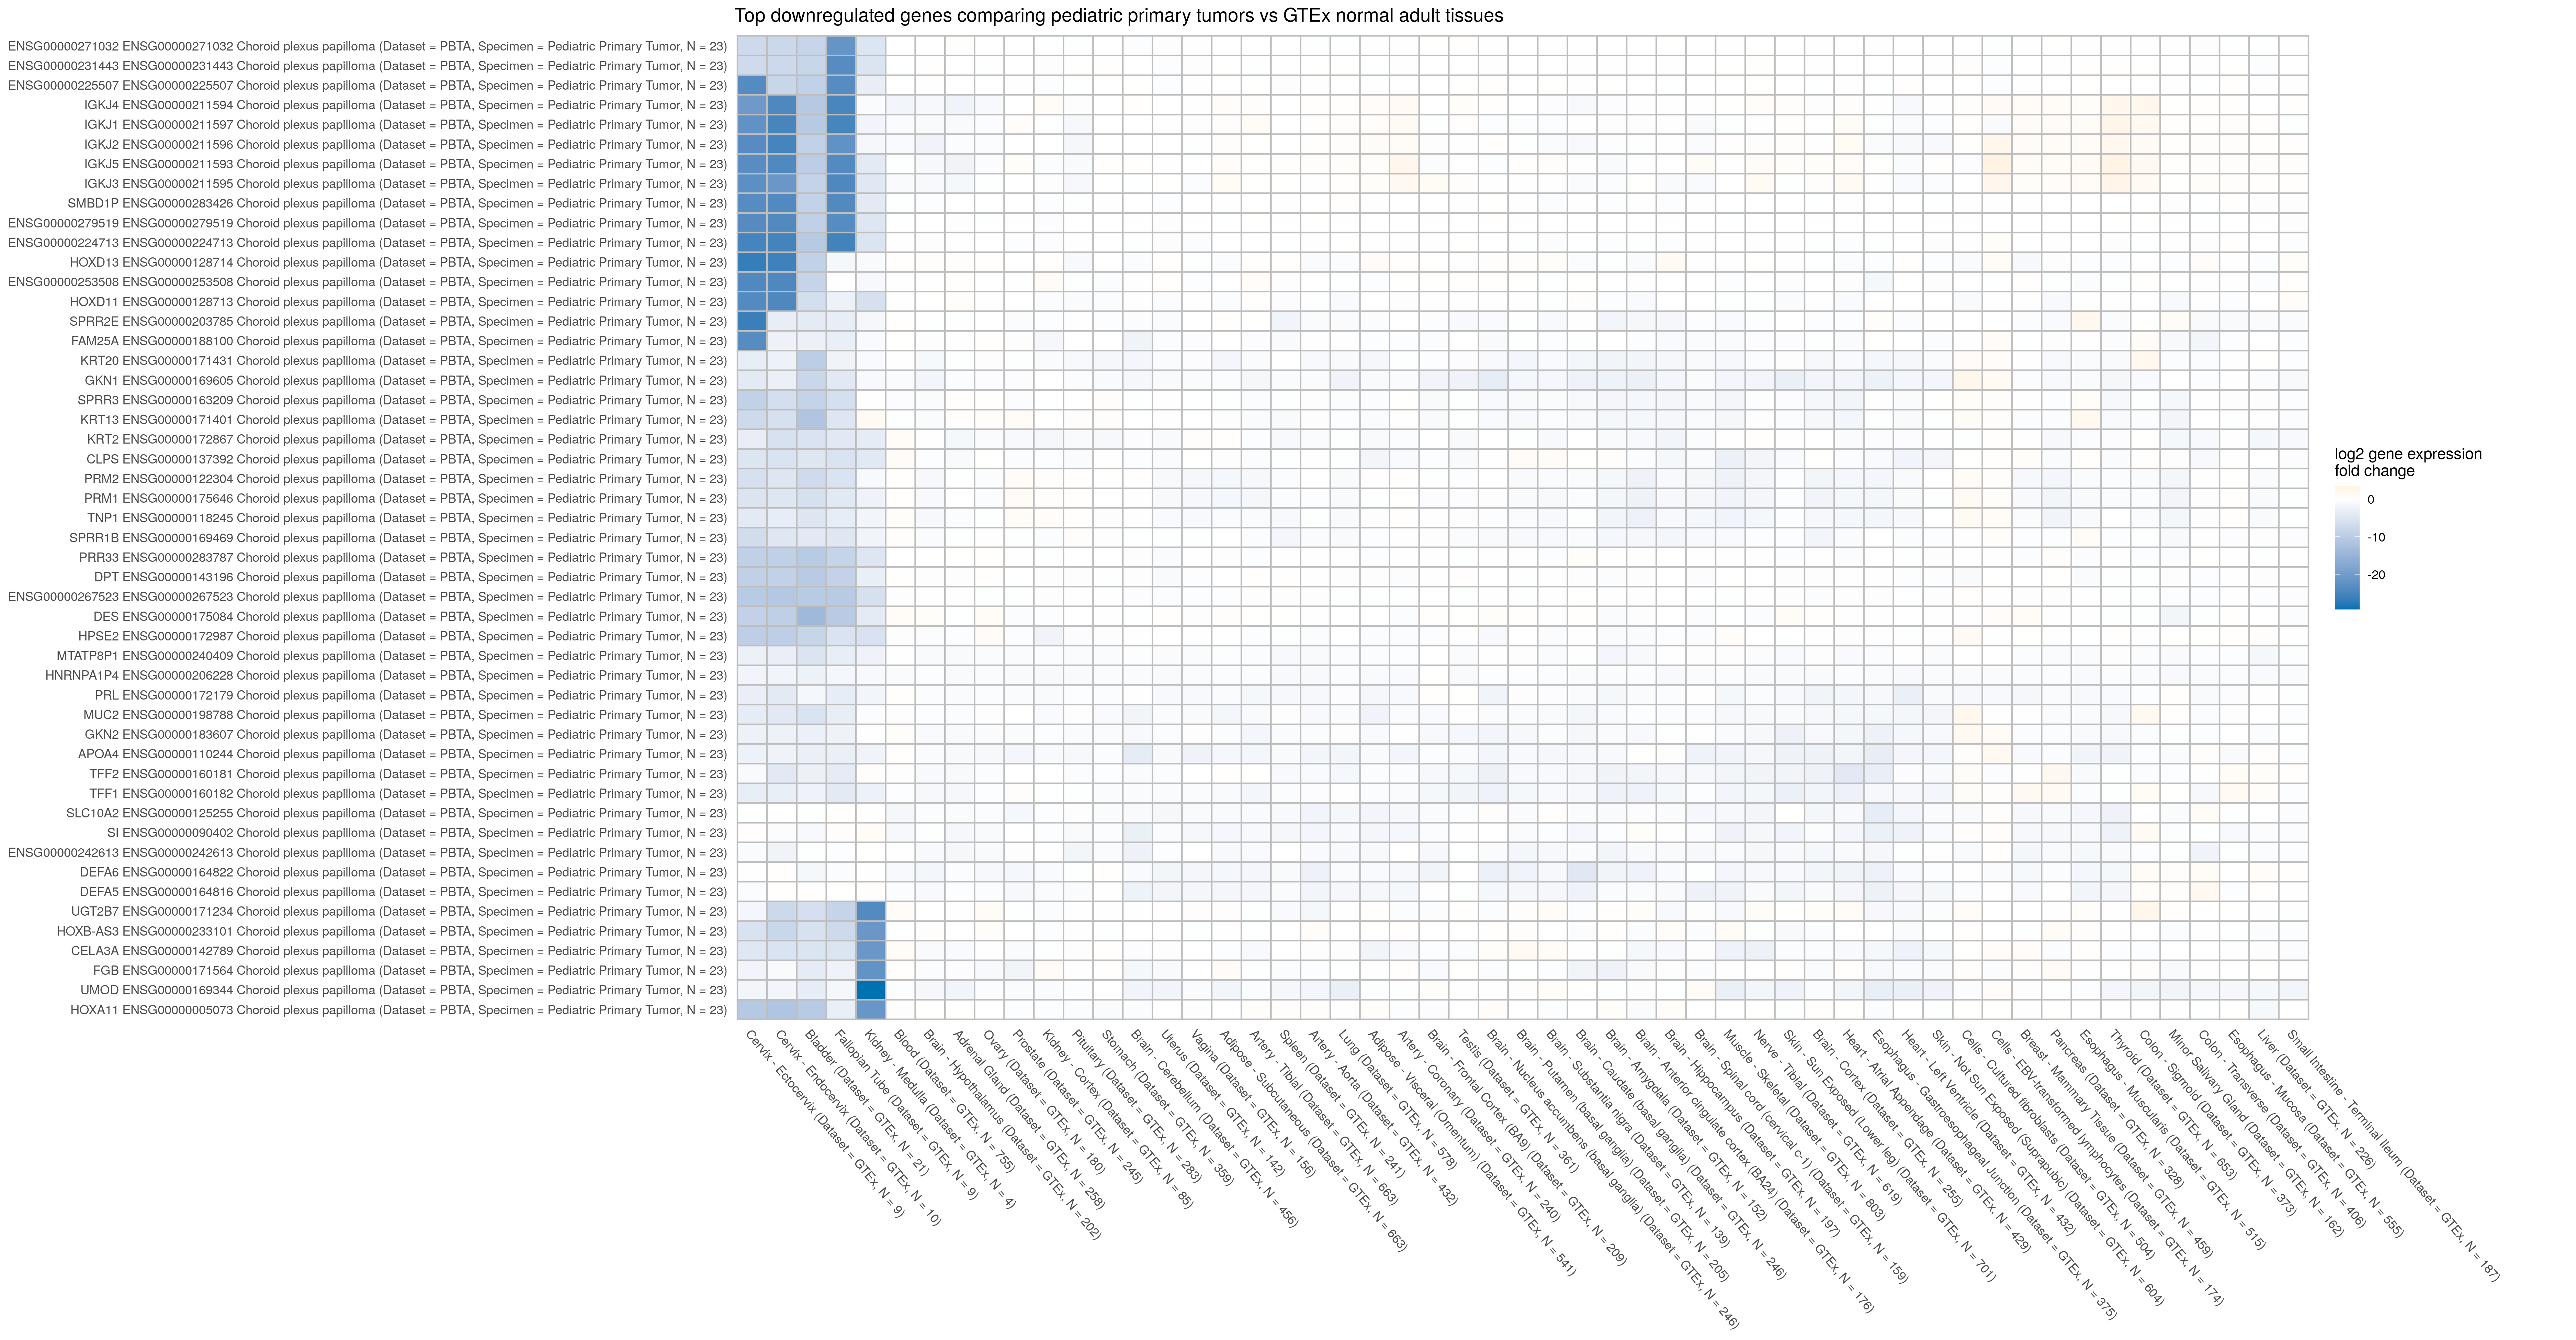 Top downregulated genes comparing pediatric primary tumors vs GTEx normal adult tissues
ENSG00000271032 ENSG00000271032 Choroid plexus papilloma (Dataset = PBTA, Specimen = Pediatric Primary Tumor, N = 23)
ENSG00000231443 ENSG00000231443 Choroid plexus papilloma (Dataset = PBTA, Specimen = Pediatric Primary Tumor, N = 23)
ENSG00000225507 ENSG00000225507 Choroid plexus papilloma (Dataset = PBTA, Specimen = Pediatric Primary Tumor, N = 23)
IGKJ4 ENSG00000211594 Choroid plexus papilloma (Dataset = PBTA, Specimen = Pediatric Primary Tumor, N = 23)
IGKJ1 ENSG00000211597 Choroid plexus papilloma (Dataset = PBTA, Specimen = Pediatric Primary Tumor, N = 23)
IGKJ2 ENSG00000211596 Choroid plexus papilloma (Dataset = PBTA, Specimen = Pediatric Primary Tumor, N = 23)
IGKJ5 ENSG00000211593 Choroid plexus papilloma (Dataset = PBTA, Specimen = Pediatric Primary Tumor, N = 23)
IGKJ3 ENSG00000211595 Choroid plexus papilloma (Dataset = PBTA, Specimen = Pediatric Primary Tumor, N = 23)
SMBD1P ENSG00000283426 Choroid plexus papilloma (Dataset = PBTA, Specimen = Pediatric Primary Tumor, N = 23)
ENSG00000279519 ENSG00000279519 Choroid plexus papilloma (Dataset = PBTA, Specimen = Pediatric Primary Tumor, N = 23)
ENSG00000224713 ENSG00000224713 Choroid plexus papilloma (Dataset = PBTA, Specimen = Pediatric Primary Tumor, N = 23)
HOXD13 ENSG00000128714 Choroid plexus papilloma (Dataset = PBTA, Specimen = Pediatric Primary Tumor, N = 23)
ENSG00000253508 ENSG00000253508 Choroid plexus papilloma (Dataset = PBTA, Specimen = Pediatric Primary Tumor, N = 23)
HOXD11 ENSG00000128713 Choroid plexus papilloma (Dataset = PBTA, Specimen = Pediatric Primary Tumor, N = 23)
SPRR2E ENSG00000203785 Choroid plexus papilloma (Dataset = PBTA, Specimen = Pediatric Primary Tumor, N = 23)
FAM25A ENSG00000188100 Choroid plexus papilloma (Dataset = PBTA, Specimen = Pediatric Primary Tumor, N = 23)
KRT20 ENSG00000171431 Choroid plexus papilloma (Dataset = PBTA, Specimen = Pediatric Primary Tumor, N = 23)
GKN1 ENSG00000169605 Choroid plexus papilloma (Dataset = PBTA, Specimen = Pediatric Primary Tumor, N = 23)
SPRR3 ENSG00000163209 Choroid plexus papilloma (Dataset = PBTA, Specimen = Pediatric Primary Tumor, N = 23)
KRT13 ENSG00000171401 Choroid plexus papilloma (Dataset = PBTA, Specimen = Pediatric Primary Tumor, N = 23)
KRT2 ENSG00000172867 Choroid plexus papilloma (Dataset = PBTA, Specimen = Pediatric Primary Tumor, N = 23)
CLPS ENSG00000137392 Choroid plexus papilloma (Dataset = PBTA, Specimen = Pediatric Primary Tumor, N = 23)
PRM2 ENSG00000122304 Choroid plexus papilloma (Dataset = PBTA, Specimen = Pediatric Primary Tumor, N = 23)
PRM1 ENSG00000175646 Choroid plexus papilloma (Dataset = PBTA, Specimen = Pediatric Primary Tumor, N = 23)
TNP1 ENSG00000118245 Choroid plexus papilloma (Dataset = PBTA, Specimen = Pediatric Primary Tumor, N = 23)
SPRR1B ENSG00000169469 Choroid plexus papilloma (Dataset = PBTA, Specimen = Pediatric Primary Tumor, N = 23)
PRR33 ENSG00000283787 Choroid plexus papilloma (Dataset = PBTA, Specimen = Pediatric Primary Tumor, N = 23)
DPT ENSG00000143196 Choroid plexus papilloma (Dataset = PBTA, Specimen = Pediatric Primary Tumor, N = 23)
ENSG00000267523 ENSG00000267523 Choroid plexus papilloma (Dataset = PBTA, Specimen = Pediatric Primary Tumor, N = 23)
DES ENSG00000175084 Choroid plexus papilloma (Dataset = PBTA, Specimen = Pediatric Primary Tumor, N = 23)
HPSE2 ENSG00000172987 Choroid plexus papilloma (Dataset = PBTA, Specimen = Pediatric Primary Tumor, N = 23)
MTATP8P1 ENSG00000240409 Choroid plexus papilloma (Dataset = PBTA, Specimen = Pediatric Primary Tumor, N = 23)
HNRNPA1P4 ENSG00000206228 Choroid plexus papilloma (Dataset = PBTA, Specimen = Pediatric Primary Tumor, N = 23)
PRL ENSG00000172179 Choroid plexus papilloma (Dataset = PBTA, Specimen = Pediatric Primary Tumor, N = 23)
MUC2 ENSG00000198788 Choroid plexus papilloma (Dataset = PBTA, Specimen = Pediatric Primary Tumor, N = 23)
GKN2 ENSG00000183607 Choroid plexus papilloma (Dataset = PBTA, Specimen = Pediatric Primary Tumor, N = 23)
APOA4 ENSG00000110244 Choroid plexus papilloma (Dataset = PBTA, Specimen = Pediatric Primary Tumor, N = 23)
TFF2 ENSG00000160181 Choroid plexus papilloma (Dataset = PBTA, Specimen = Pediatric Primary Tumor, N = 23)
TFF1 ENSG00000160182 Choroid plexus papilloma (Dataset = PBTA, Specimen = Pediatric Primary Tumor, N = 23)
SLC10A2 ENSG00000125255 Choroid plexus papilloma (Dataset = PBTA, Specimen = Pediatric Primary Tumor, N = 23)
SI ENSG00000090402 Choroid plexus papilloma (Dataset = PBTA, Specimen = Pediatric Primary Tumor, N = 23)
ENSG00000242613 ENSG00000242613 Choroid plexus papilloma (Dataset = PBTA, Specimen = Pediatric Primary Tumor, N = 23)
DEFA6 ENSG00000164822 Choroid plexus papilloma (Dataset = PBTA, Specimen = Pediatric Primary Tumor, N = 23)
DEFA5 ENSG00000164816 Choroid plexus papilloma (Dataset = PBTA, Specimen = Pediatric Primary Tumor, N = 23)
UGT2B7 ENSG00000171234 Choroid plexus papilloma (Dataset = PBTA, Specimen = Pediatric Primary Tumor, N = 23)
HOXB-AS3 ENSG00000233101 Choroid plexus papilloma (Dataset = PBTA, Specimen = Pediatric Primary Tumor, N = 23)
CELA3A ENSG00000142789 Choroid plexus papilloma (Dataset = PBTA, Specimen = Pediatric Primary Tumor, N = 23)
FGB ENSG00000171564 Choroid plexus papilloma (Dataset = PBTA, Specimen = Pediatric Primary Tumor, N = 23)
UMOD ENSG00000169344 Choroid plexus papilloma (Dataset = PBTA, Specimen = Pediatric Primary Tumor, N = 23)
HOXA11 ENSG00000005073 Choroid plexus papilloma (Dataset = PBTA, Specimen = Pediatric Primary Tumor, N = 23)
Cervix - Ectocervix (Dataset = GTEx, N = 9)
Cervix - Endocervix (Dataset = GTEx, N = 10)
Bladder (Dataset = GTEx, N = 21)
Fallopian Tube (Dataset = GTEx, N = 9)
Kidney - Medulla (Dataset = GTEx, N = 4)
Blood (Dataset = GTEx, N = 755)
Brain - Hypothalamus (Dataset = GTEx, N = 202)
Adrenal Gland (Dataset = GTEx, N = 258)
Ovary (Dataset = GTEx, N = 180)
Prostate (Dataset = GTEx, N = 245)
Kidney - Cortex (Dataset = GTEx, N = 85)
Pituitary (Dataset = GTEx, N = 283)
Stomach (Dataset = GTEx, N = 359)
Brain - Cerebellum (Dataset = GTEx, N = 456)
Uterus (Dataset = GTEx, N = 142)
Vagina (Dataset = GTEx, N = 156)
Adipose - Subcutaneous (Dataset = GTEx, N = 663)
Artery - Tibial (Dataset = GTEx, N = 663)
Spleen (Dataset = GTEx, N = 241)
Artery - Aorta (Dataset = GTEx, N = 432)
Lung (Dataset = GTEx, N = 578)
Adipose - Visceral (Omentum) (Dataset = GTEx, N = 541)
Artery - Coronary (Dataset = GTEx, N = 240)
Brain - Frontal Cortex (BA9) (Dataset = GTEx, N = 209)
Testis (Dataset = GTEx, N = 361)
Brain - Nucleus accumbens (basal ganglia) (Dataset = GTEx, N = 246)
Brain - Putamen (basal ganglia) (Dataset = GTEx, N = 205)
Brain - Substantia nigra (Dataset = GTEx, N = 139)
Brain - Caudate (basal ganglia) (Dataset = GTEx, N = 246)
Brain - Amygdala (Dataset = GTEx, N = 152)
Brain - Anterior cingulate cortex (BA24) (Dataset = GTEx, N = 176)
Brain - Hippocampus (Dataset = GTEx, N = 197)
Brain - Spinal cord (cervical c-1) (Dataset = GTEx, N = 159)
Muscle - Skeletal (Dataset = GTEx, N = 803)
Nerve - Tibial (Dataset = GTEx, N = 619)
Skin - Sun Exposed (Lower leg) (Dataset = GTEx, N = 701)
Brain - Cortex (Dataset = GTEx, N = 255)
Heart - Atrial Appendage (Dataset = GTEx, N = 429)
Esophagus - Gastroesophageal Junction (Dataset = GTEx, N = 375)
Heart - Left Ventricle (Dataset = GTEx, N = 432)
Skin - Not Sun Exposed (Suprapubic) (Dataset = GTEx, N = 604)
Cells - Cultured fibroblasts (Dataset = GTEx, N = 504)
Cells - EBV-transformed lymphocytes (Dataset = GTEx, N = 174)
Breast - Mammary Tissue (Dataset = GTEx, N = 459)
Pancreas (Dataset = GTEx, N = 328)
Esophagus - Muscularis (Dataset = GTEx, N = 515)
Thyroid (Dataset = GTEx, N = 653)
Colon - Sigmoid (Dataset = GTEx, N = 373)
Minor Salivary Gland (Dataset = GTEx, N = 162)
Colon - Transverse (Dataset = GTEx, N = 406)
Esophagus - Mucosa (Dataset = GTEx, N = 555)
Liver (Dataset = GTEx, N = 226)
Small Intestine - Terminal Ileum (Dataset = GTEx, N = 187)
log2 gene expression
fold change
0
-10
-20